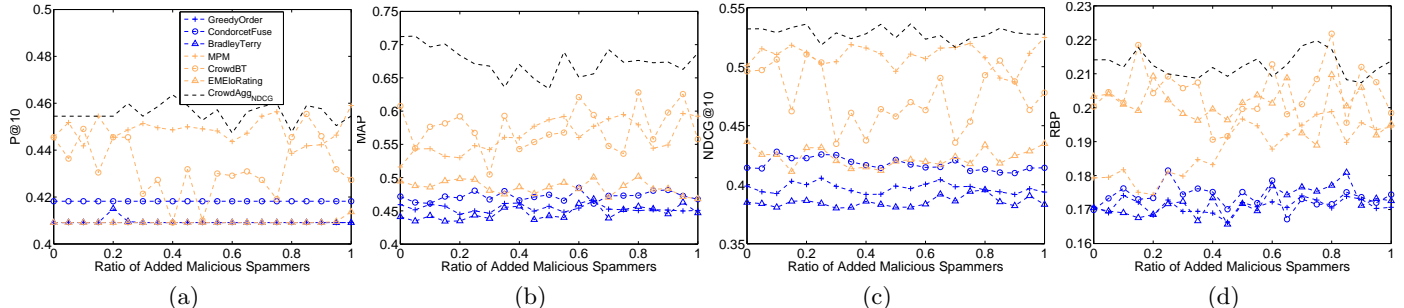 0.5
0.48
0.46
0.44
0.42
0.4
P@10
0 0.2 0.4 0.6 0.8 1
Ratio of Added Malicious Spammers
GreedyOrder
CondorcetFuse
BradleyTerry
MPM
CrowdBT
EMEloRating
CrowdAgg_NDCG
(a)
0.75
0.7
0.65
0.6
0.55
0.5
0.45
0.4
MAP
0 0.2 0.4 0.6 0.8 1
Ratio of Added Malicious Spammers
(b)
0.55
0.5
0.45
0.4
0.35
NDCG @10
0 0.2 0.4 0.6 0.8 1
Ratio of Added Malicious Spammers
(c)
0.23
0.22
0.21
0.2
0.19
0.18
0.17
0.16
RBP
0 0.2 0.4 0.6 0.8 1
Ratio of Added Malicious Spammers
(d)